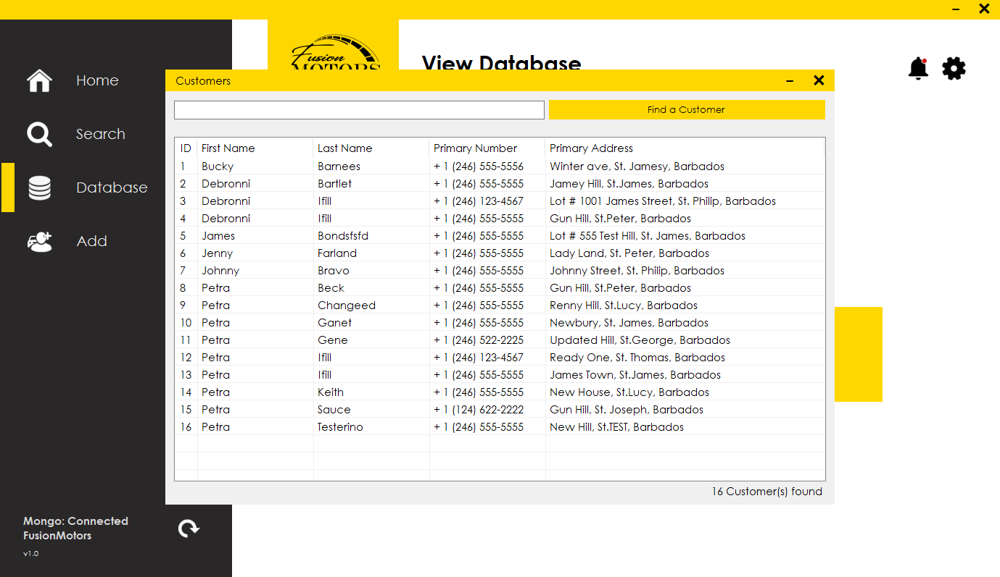 Fusion
MOTORS
View Database
Home
Search
Database
Add
Customers
Find a Customer
ID First Name Last Name Primary Number Primary Address
1 Bucky Barnees + 1 (246) 555-5556 Winter ave, St. Jamesy, Barbados
2 Debronni Bartlet + 1 (246) 555-5555 Jamey Hill, St.James, Barbados
3 Debronni Ifill + 1 (246) 123-4567 Lot # 1001 James Street, St. Philip, Barbados
4 Debronni Ifill + 1 (246) 555-5555 Gun Hill, St.Peter, Barbados
5 James Bondsfsfd + 1 (246) 555-5555 Lot # 555 Test Hill, St. James, Barbados
6 Jenny Farland + 1 (246) 555-5555 Lady Land, St. Peter, Barbados
7 Johnny Bravo + 1 (246) 555-5555 Johnny Street, St. Philip, Barbados
8 Petra Beck + 1 (246) 555-5555 Gun Hill, St.Peter, Barbados
9 Petra Changeed + 1 (246) 555-5555 Renny Hill, St.Lucy, Barbados
10 Petra Ganet + 1 (246) 555-5555 Newbury, St. James, Barbados
11 Petra Gene + 1 (246) 522-2225 Updated Hill, St.George, Barbados
12 Petra Ifill + 1 (246) 123-4567 Ready One, St. Thomas, Barbados
13 Petra Ifill + 1 (246) 555-5555 James Town, St.James, Barbados
14 Petra Keith + 1 (246) 555-5555 New House, St.Lucy, Barbados
15 Petra Sauce + 1 (124) 622-2222 Gun Hill, St. Joseph, Barbados
16 Petra Testerino + 1 (246) 555-5555 New Hill, St.TEST, Barbados
16 Customer(s) found
Mongo: Connected
FusionMotors
v1.0